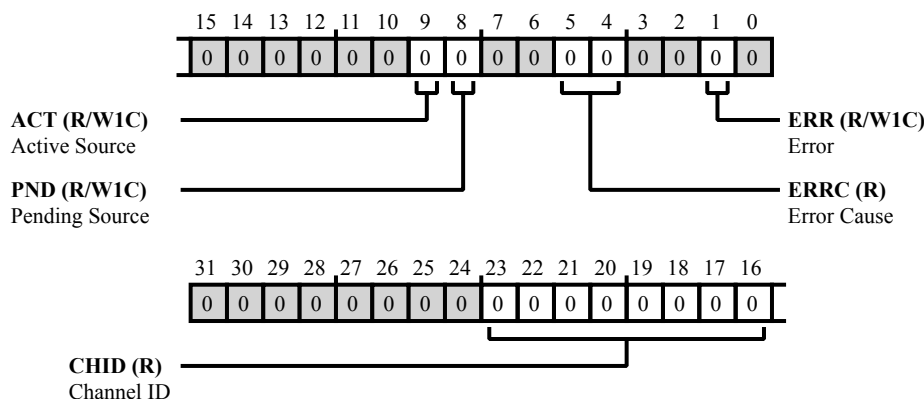 15 14 13 12 11 10 9 8 7 6 5 4 3 2 1 0
0 0 0 0 0 0 0 0 0 0 0 0 0 0 0 0
ACT (R/W1C)
Active Source
ERR (R/W1C)
Error
PND (R/W1C)
Pending Source
ERRC (R)
Error Cause
31 30 29 28 27 26 25 24 23 22 21 20 19 18 17 16
0 0 0 0 0 0 0 0 0 0 0 0 0 0 0 0
CHID (R)
Channel ID